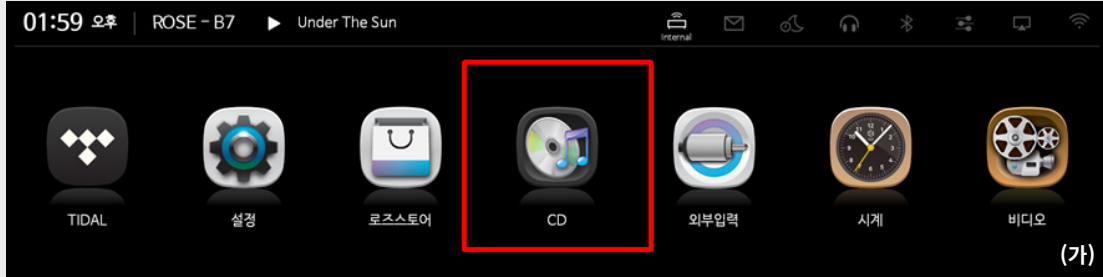 01:59 오후 ROSE – B7 Under The Sun
Internal
TIDAL 설정 로즈스토어 CD 외부입력 시계 비디오
(가)